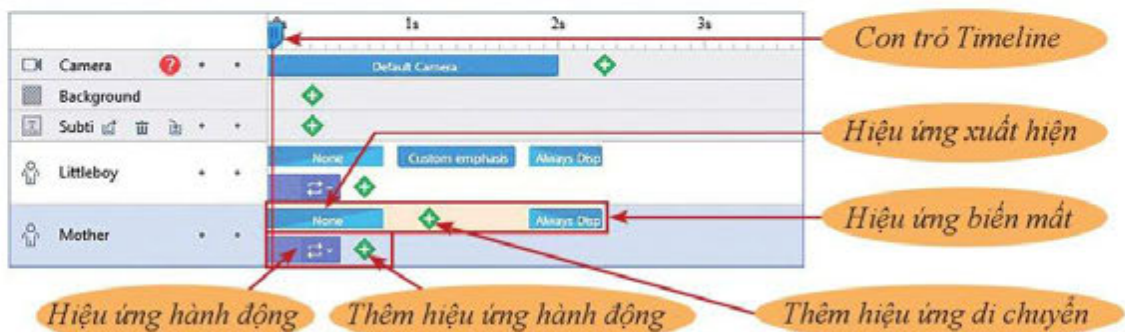 1s 2s 3s
Con trỏ Timeline
Camera ? Default Camera
Background
Subti
Hiệu ứng xuất hiện
Littleboy None Custom emphasis Always Disp
Mother None Always Disp
Hiệu ứng biến mất
Hiệu ứng hành động Thêm hiệu ứng hành động Thêm hiệu ứng di chuyển